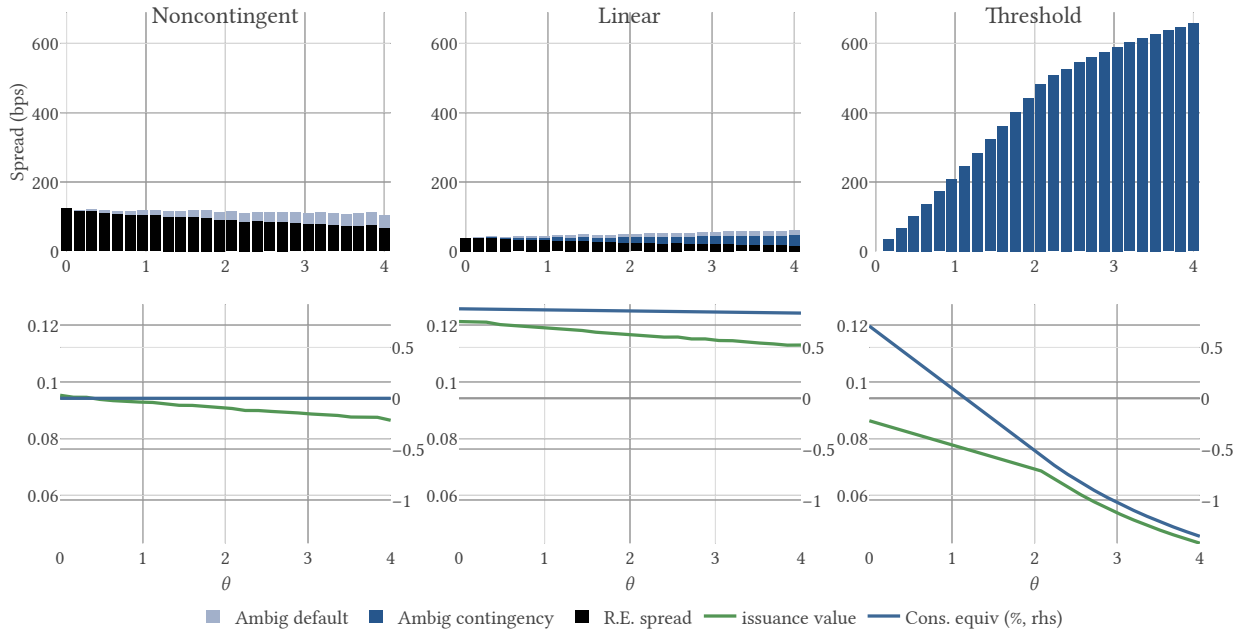 Noncontingent Linear Threshold
Spread (bps)
600 600 600
400 400 400
200 200 200
0 0 0
0 1 2 3 4 0 1 2 3 4 0 1 2 3 4
0.12 0.5 0.12 0.5 0.12 0.5
0.1 0 0.1 0 0.1 0
0.08 −0.5 0.08 −0.5 0.08 −0.5
0.06 −1 0.06 −1 0.06 −1
0 1 2 3 4 0 1 2 3 4 0 1 2 3 4
θ θ θ
Ambig default Ambig contingency R.E. spread issuance value Cons. equiv (%, rhs)